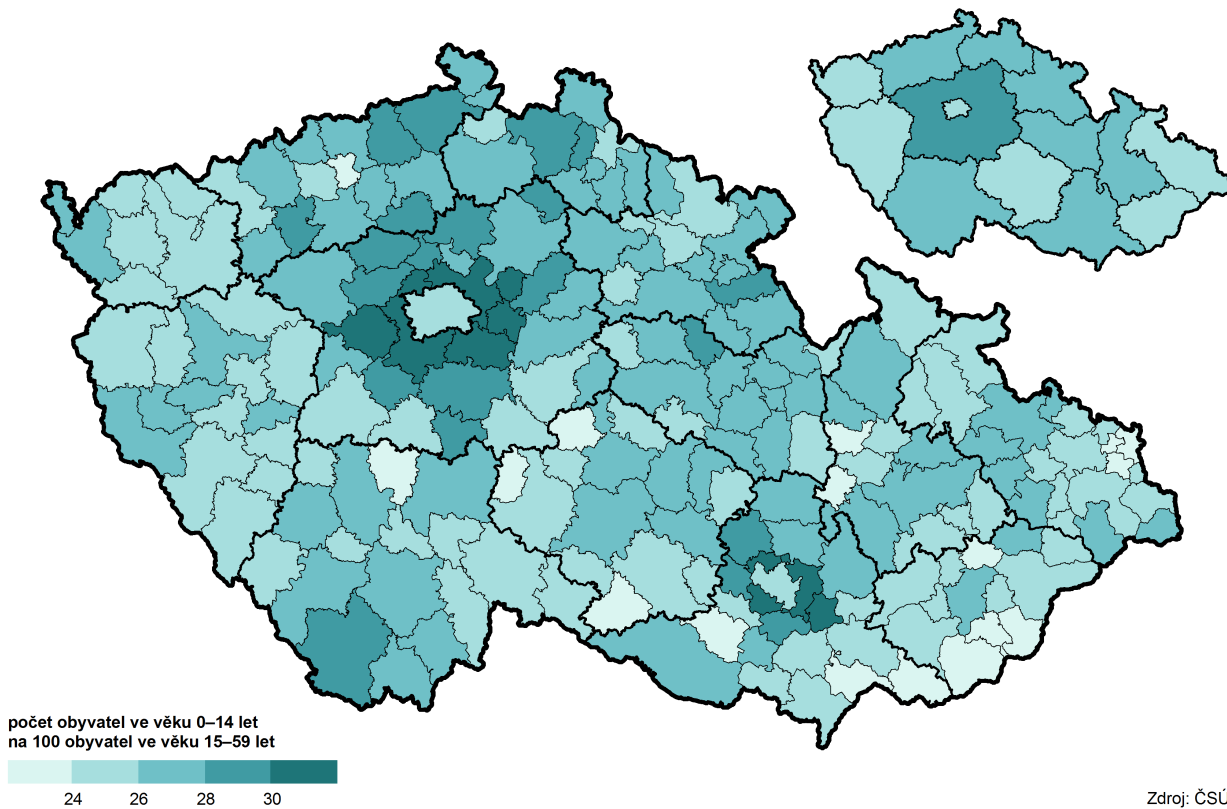 počet obyvatel ve věku 0–14 let
na 100 obyvatel ve věku 15–59 let
24 26 28 30
Zdroj: ČSÚ